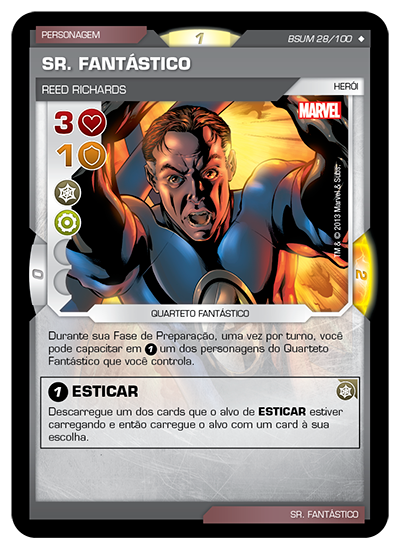 PERSONAGEM
1
BSUM 28/100
SR. FANTÁSTICO
REED RICHARDS
HERÓI
3
MARVEL
1
TM & © 2013 Marvel & Subs.
0
2
QUARTETO FANTÁSTICO
Durante sua Fase de Preparação, uma vez por turno, você
pode capacitar em 1 um dos personagens do Quarteto
Fantástico que você controla.
1 ESTICAR
Descarregue um dos cards que o alvo de ESTICAR estiver
carregando e então carregue o alvo com um card à sua
escolha.
SR. FANTÁSTICO